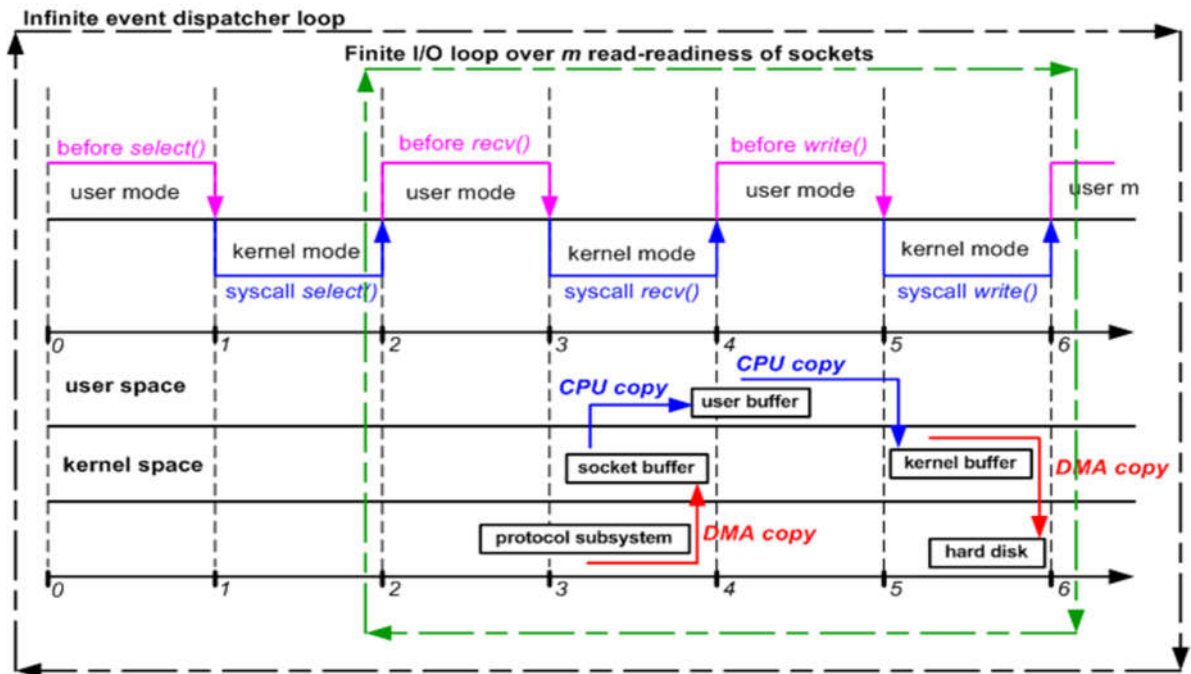 Infinite event dispatcher loop
Finite I/O loop over m read-readiness of sockets
before select()
before recv()
before write()
user mode
user mode
user mode
user m
kernel mode
kernel mode
kernel mode
syscall select()
syscall recv()
syscall write()
0 1 2 3 4 5 6
user space
CPU copy
CPU copy
user buffer
kernel space
socket buffer
kernel buffer
DMA copy
protocol subsystem
DMA copy
hard disk
0 1 2 3 4 5 6